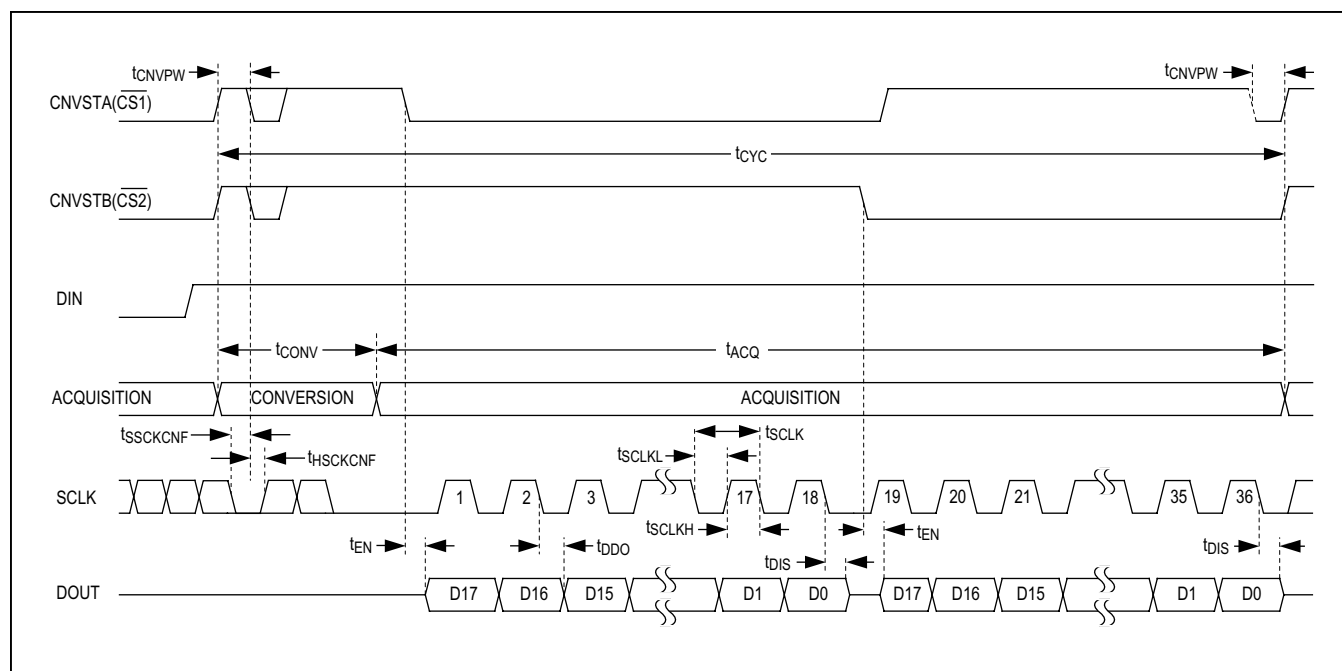 tCNVPW tCNVPW
CNVSTA(CS1)
tCYC
CNVSTB(CS2)
DIN
tCONV tACQ
ACQUISITION CONVERSION ACQUISITION
tSSCKCNF tHSCKCNF tSCLKL tSCLK
SCLK 1 2 3 17 18 19 20 21 35 36
tEN tDDO tSCLKH tDIS tEN tDIS
DOUT D17 D16 D15 D1 D0 D17 D16 D15 D1 D0